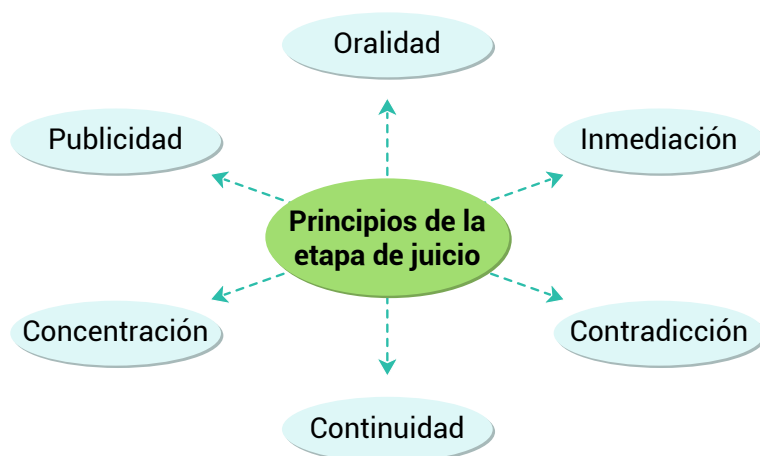 Oralidad
Publicidad
Inmediación
Principios de la
etapa de juicio
Concentración
Contradicción
Continuidad